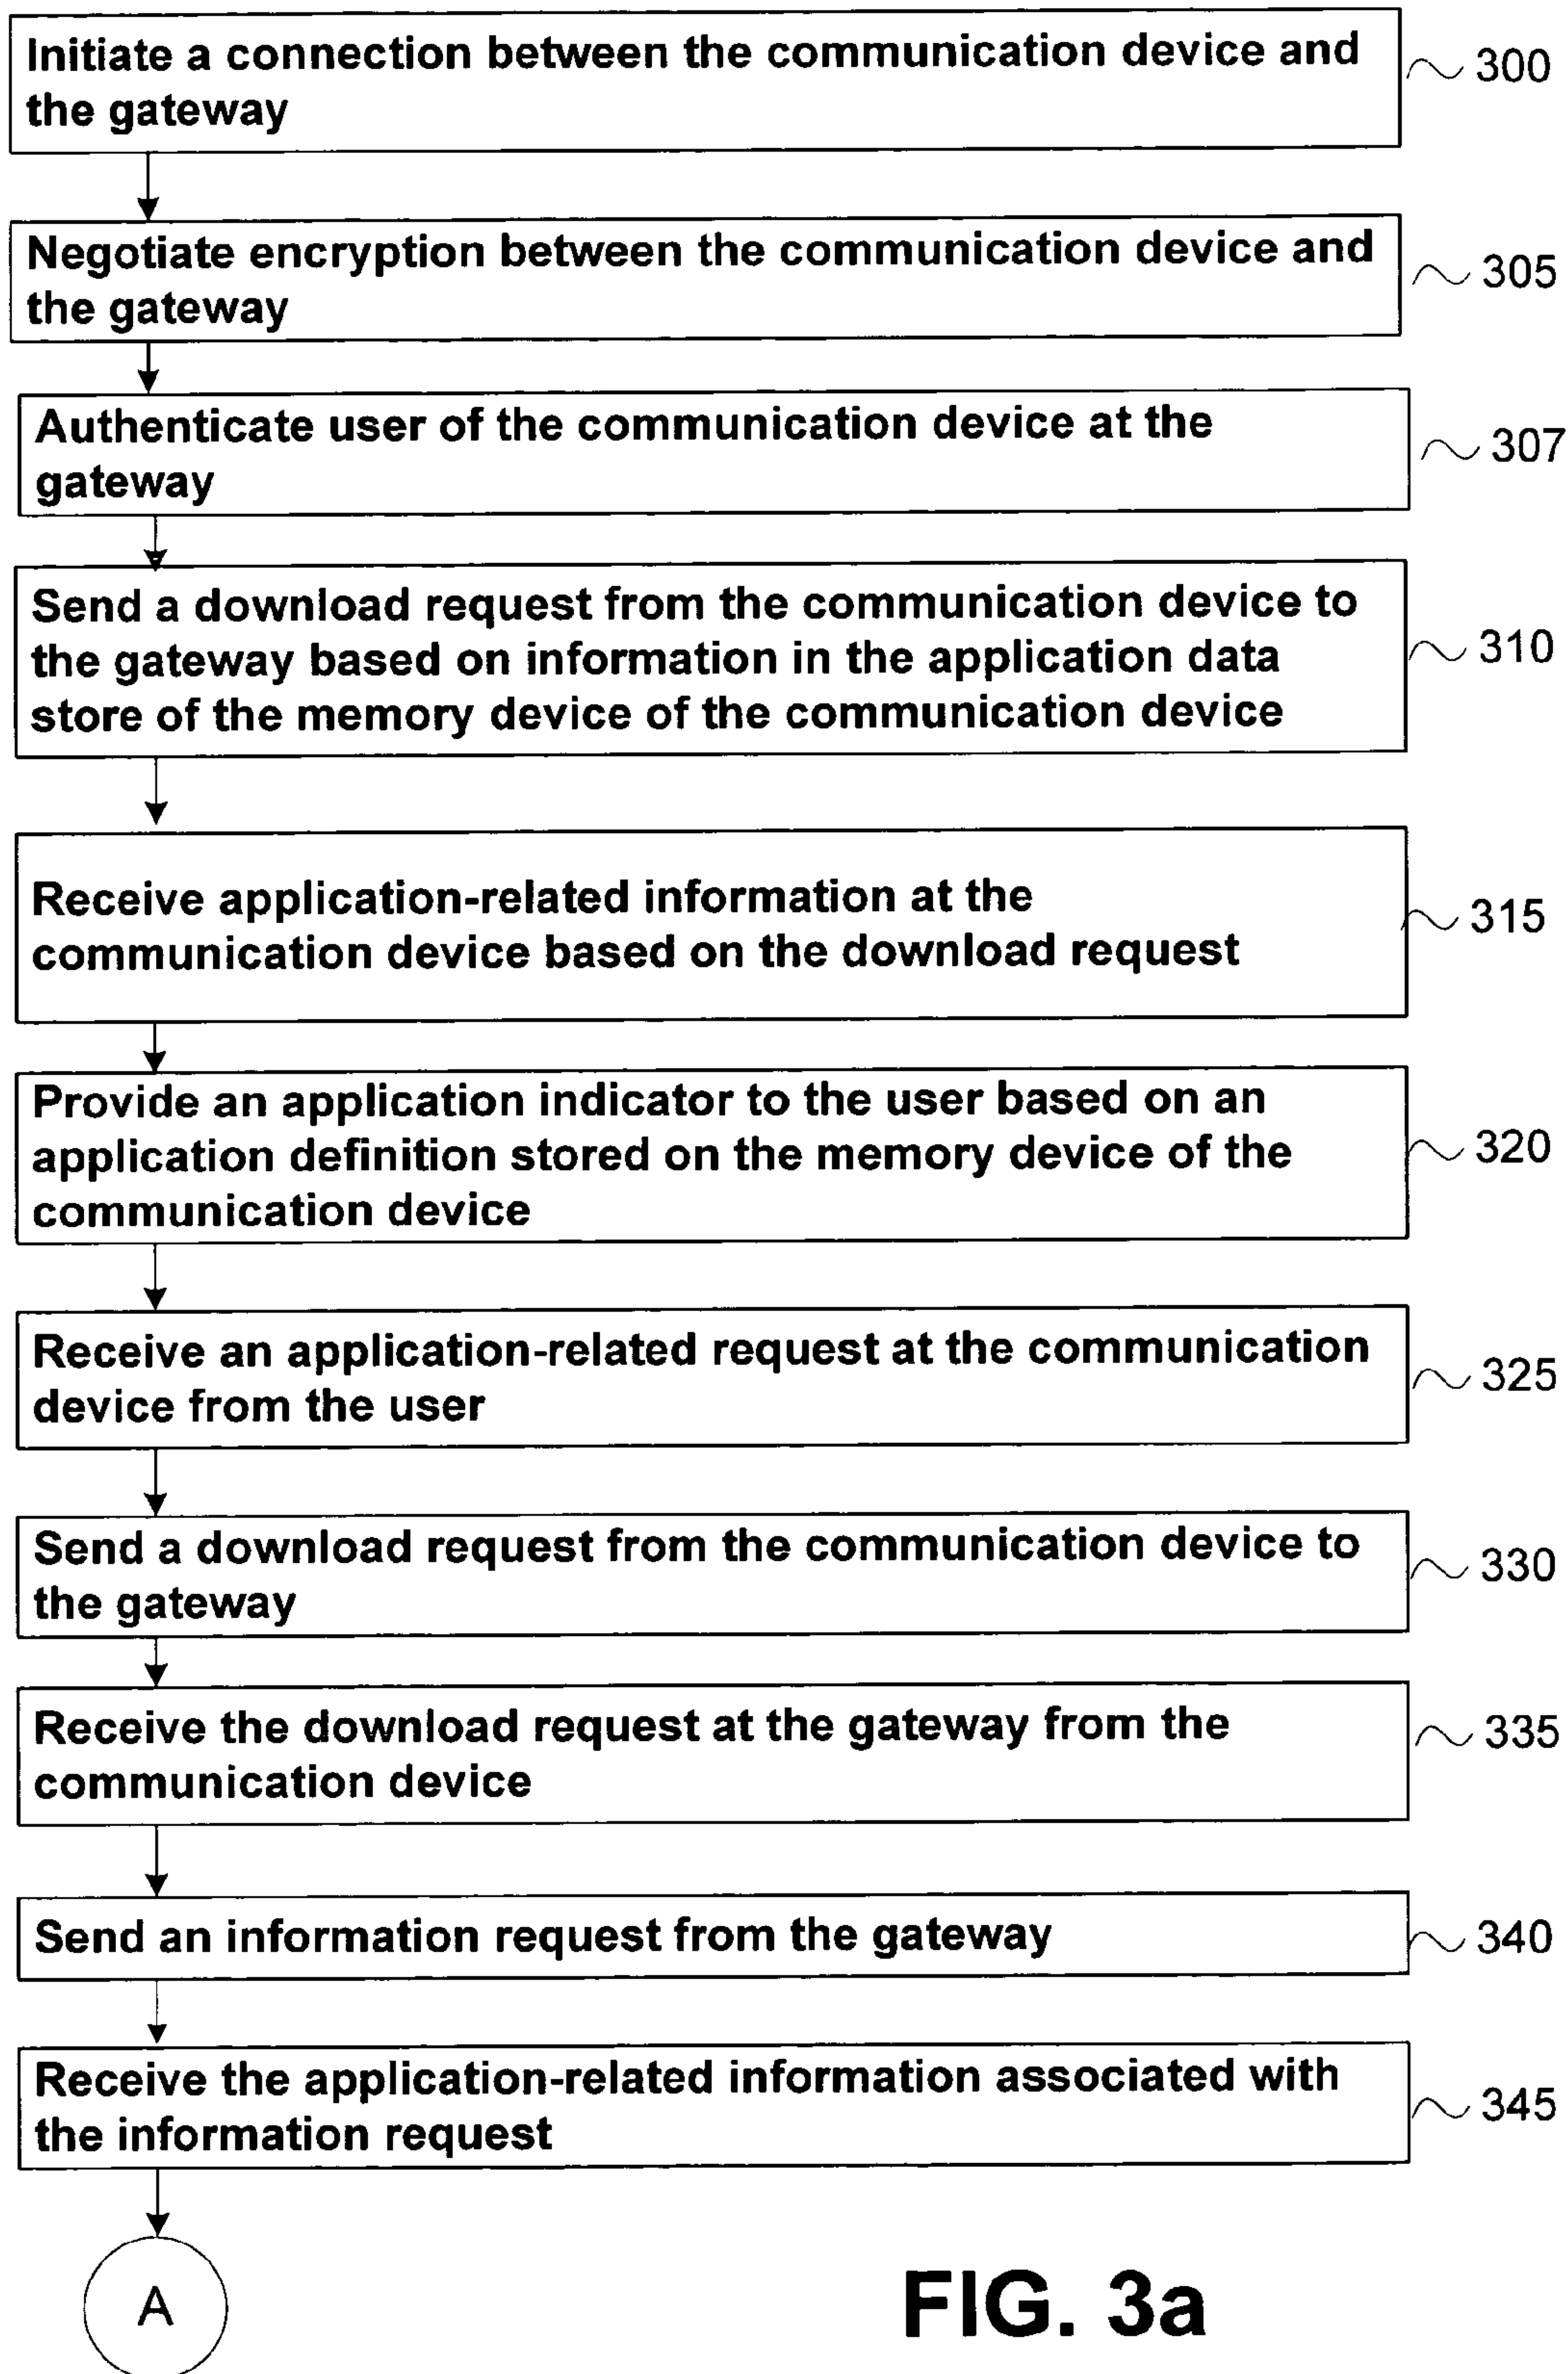 Initiate a connection between the communication device and
the gateway
300
Negotiate encryption between the communication device and
the gateway
305
Authenticate user of the communication device at the
gateway
307
Send a download request from the communication device to
the gateway based on information in the application data
store of the memory device of the communication device
310
Receive application-related information at the
communication device based on the download request
315
Provide an application indicator to the user based on an
application definition stored on the memory device of the
communication device
320
Receive an application-related request at the communication
device from the user
325
Send a download request from the communication device to
the gateway
330
Receive the download request at the gateway from the
communication device
335
Send an information request from the gateway
340
Receive the application-related information associated with
the information request
345
A
FIG. 3a